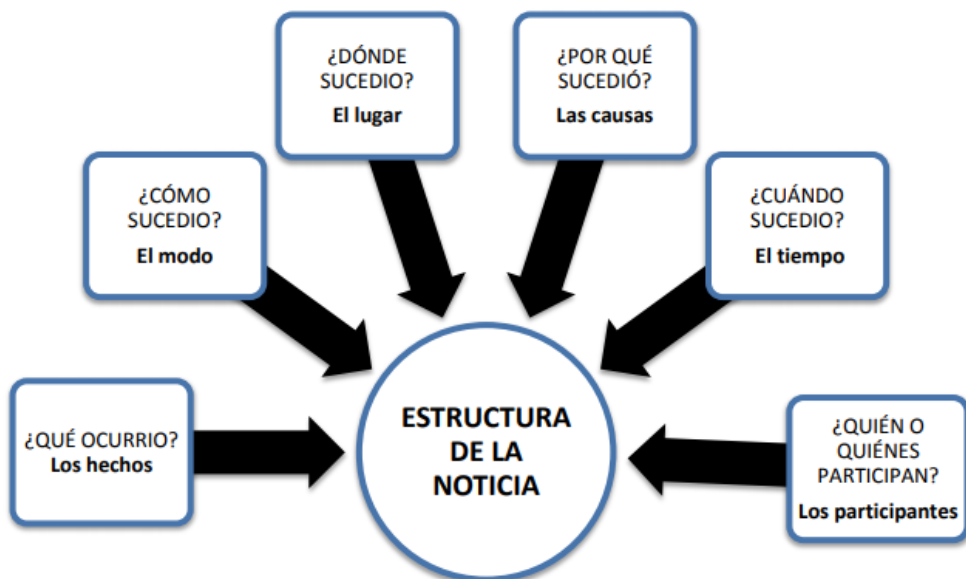 ¿DÓNDE
SUCEDIO?
El lugar
¿POR QUÉ
SUCEDIÓ?
Las causas
¿CÓMO
SUCEDIO?
El modo
¿CUÁNDO
SUCEDIO?
El tiempo
¿QUÉ OCURRIO?
Los hechos
ESTRUCTURA
DE LA
NOTICIA
¿QUIÉN O
QUIÉNES
PARTICIPAN?
Los participantes